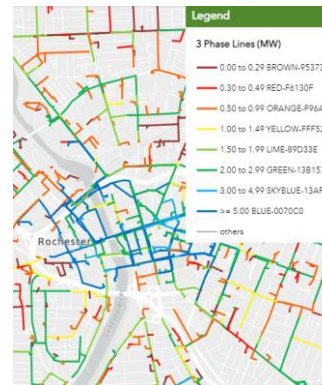 Legend
3 Phase Lines (MW)
0.00 to 0.29 BROWN-95373
0.30 to 0.49 RED-F6130F
0.50 to 0.99 ORANGE-F96A
1.00 to 1.49 YELLOW-FFF52
1.50 to 1.99 LIME-89D33E
2.00 to 2.99 GREEN-13B15
3.00 to 4.99 SKYBLUE-13AF
>= 5.00 BLUE-0070C0
others
Rochester